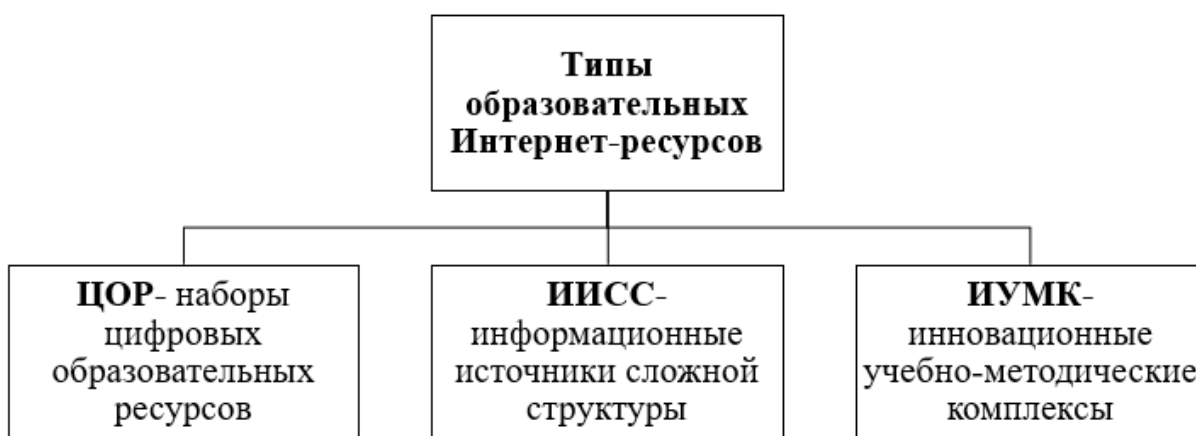 Типы
образовательных
Интернет-ресурсов
ЦОР- наборы
цифровых
образовательных
ресурсов
ИИСС-
информационные
источники сложной
структуры
ИУМК-
инновационные
учебно-методические
комплексы